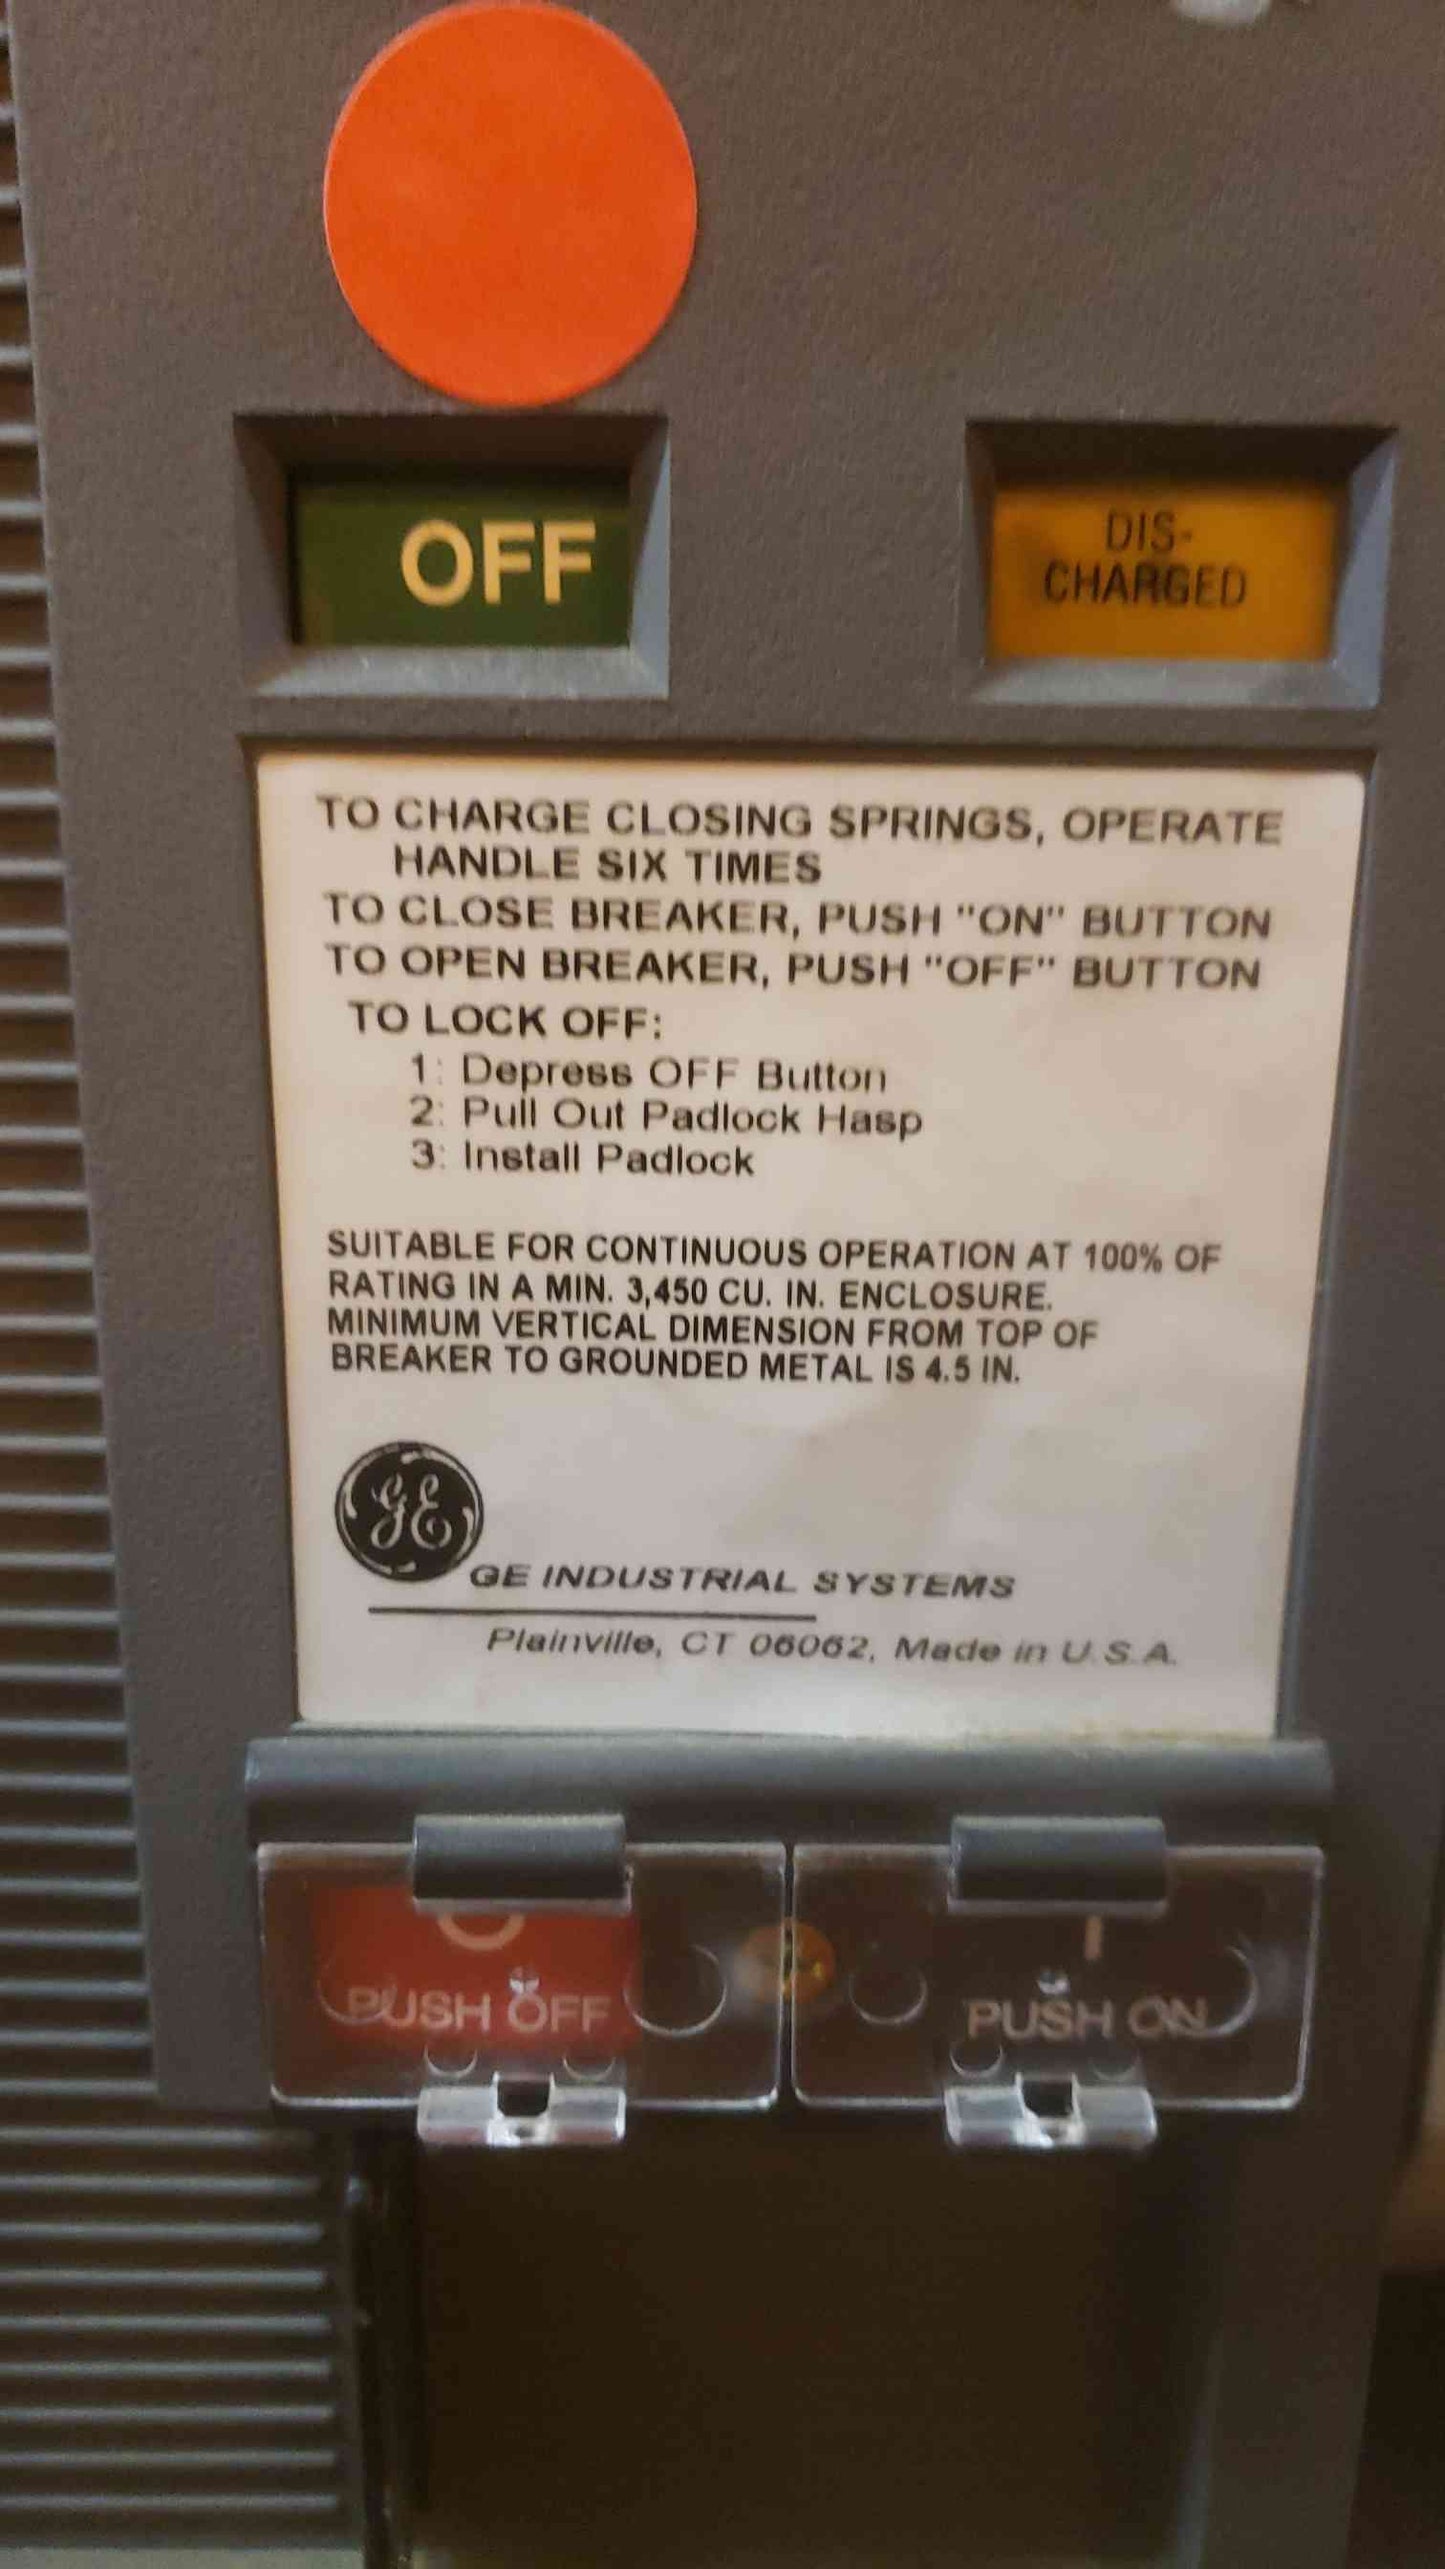 OFF
DIS-
CHARGED
TO CHARGE CLOSING SPRINGS, OPERATE
HANDLE SIX TIMES
TO CLOSE BREAKER, PUSH "ON" BUTTON
TO OPEN BREAKER, PUSH "OFF" BUTTON
TO LOCK OFF:
1: Depress OFF Button
2: Pull Out Padlock Hasp
3: Install Padlock
SUITABLE FOR CONTINUOUS OPERATION AT 100% OF
RATING IN A MIN. 3,450 CU. IN. ENCLOSURE.
MINIMUM VERTICAL DIMENSION FROM TOP OF
BREAKER TO GROUNDED METAL IS 4.5 IN.
GE
GE INDUSTRIAL SYSTEMS
Plainville, CT 06062, Made in U.S.A.
PUSH OFF
PUSH ON